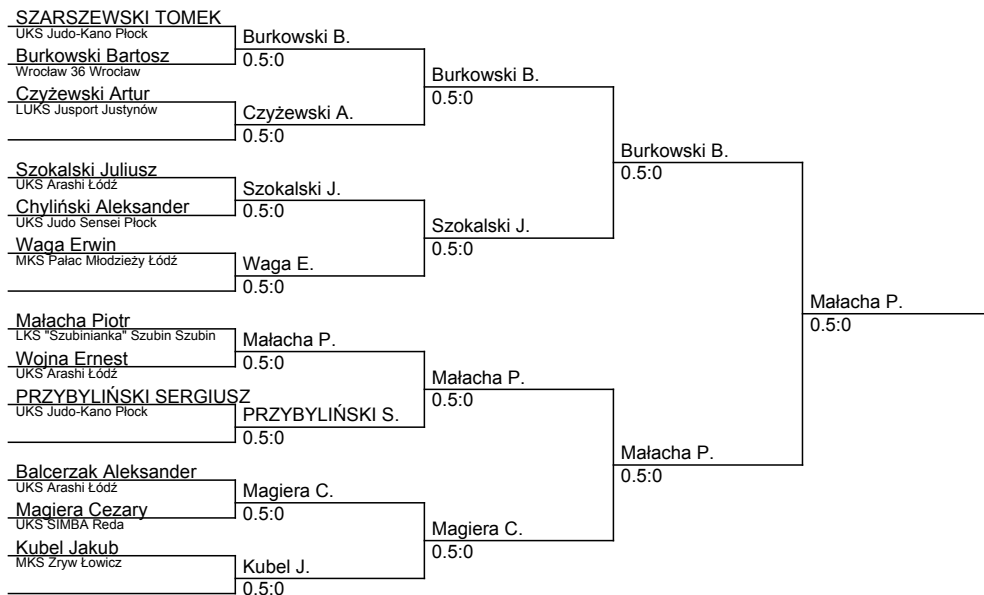 SZARSZEWSKI TOMEK
UKS Judo-Kano Płock
Burkowski Bartosz
Wrocław 36 Wrocław
Czyżewski Artur
LUKS Jusport Justynów
Szokalski Juliusz
UKS Arashi Łódź
Chyliński Aleksander
UKS Judo Sensei Płock
Waga Erwin
MKS Pałac Młodzieży Łódź
Małacha Piotr
LKS "Szubinianka" Szubin Szubin
Wojna Ernest
UKS Arashi Łódź
PRZYBYLIŃSKI SERGIUSZ
UKS Judo-Kano Płock
Balcerzak Aleksander
UKS Arashi Łódź
Magiera Cezary
UKS SIMBA Reda
Kubel Jakub
MKS Zryw Łowicz
Burkowski B.
0.5:0
Czyżewski A.
0.5:0
Szokalski J.
0.5:0
Waga E.
0.5:0
Małacha P.
0.5:0
PRZYBYLIŃSKI S.
0.5:0
Magiera C.
0.5:0
Kubel J.
0.5:0
Burkowski B.
0.5:0
Szokalski J.
0.5:0
Małacha P.
0.5:0
Magiera C.
0.5:0
Burkowski B.
0.5:0
Małacha P.
0.5:0
Małacha P.
0.5:0